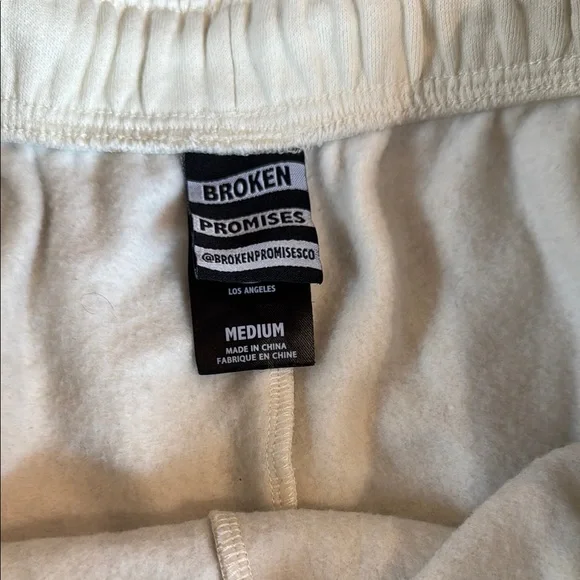 BROKEN
PROMISES
@BROKENPROMISESCO
LOS ANGELES
MEDIUM
MADE IN CHINA
FABRIQUE EN CHINE